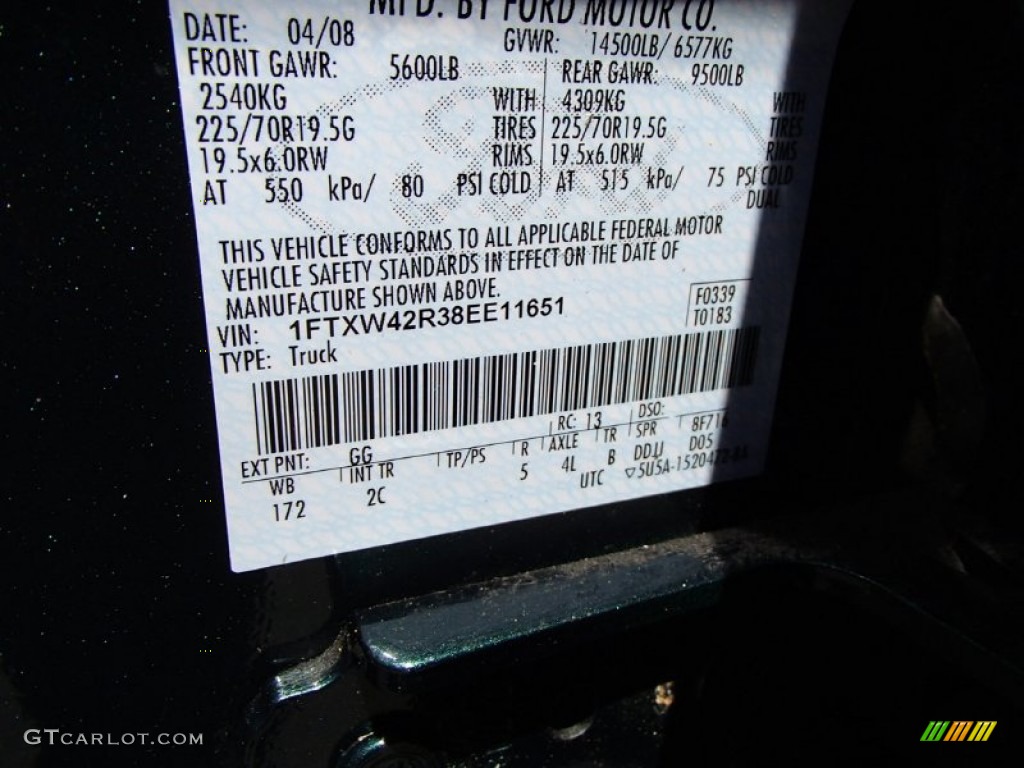 MFD. BY FORD MOTOR CO.
DATE: 04/08 GVWR: 14500LB/ 6577KG
FRONT GAWR: 5600LB REAR GAWR: 9500LB
2540KG WITH 4309KG WITH
225/70R19.5G TIRES 225/70R19.5G TIRES
19.5x6.0RW RIMS 19.5x6.0RW RIMS
AT 550 kPa/ 80 PSI COLD AT 515 kPa/ 75 PSI COLD
DUAL
THIS VEHICLE CONFORMS TO ALL APPLICABLE FEDERAL MOTOR
VEHICLE SAFETY STANDARDS IN EFFECT ON THE DATE OF
MANUFACTURE SHOWN ABOVE.
VIN: 1FTXW42R38EE11651 F0339
TYPE: Truck T0183
EXT PNT: GG RC: 13 DSO: 8F716
WB INT TR TP/PS R AXLE TR SPR
172 2C 5 4L B DDJJ D05
UTC
GTCARLOT.COM